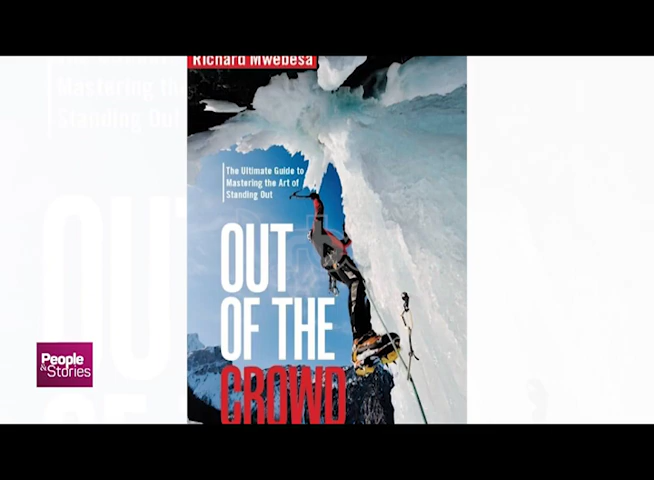 Richard Mwebesa
The Ultimate Guide to
Mastering the Art of
Standing Out
OUT
OF THE
CROWD
People
& Stories
Mastering th
Standing Out